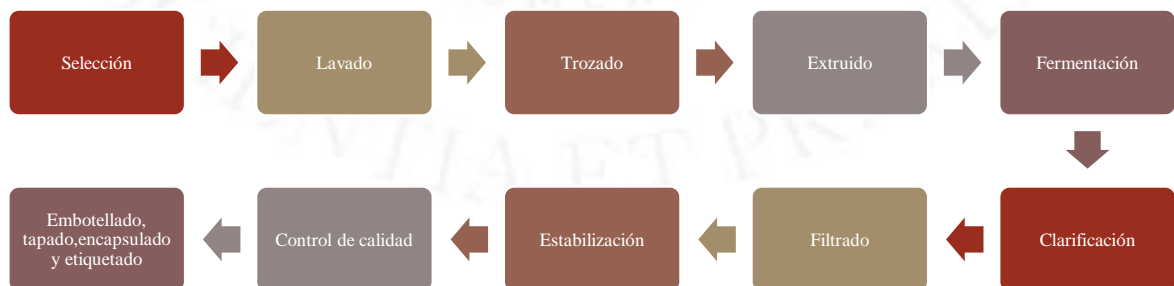 Selección
Lavado
Trozado
Extruido
Fermentación
Clarificación
Filtrado
Estabilización
Control de calidad
Embotellado,
tapado,encapsulado
y etiquetado